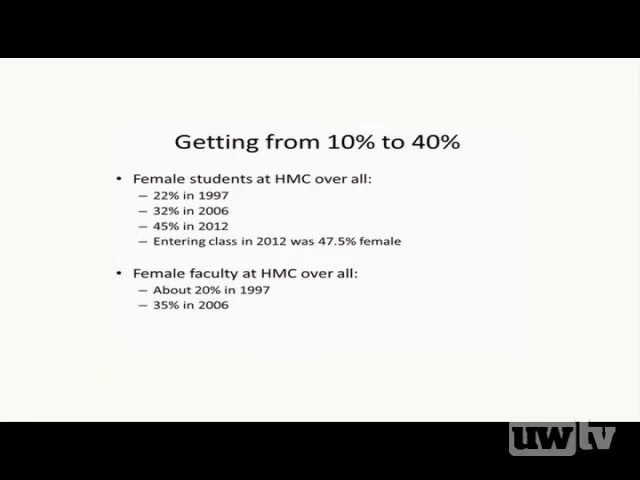 Getting from 10% to 40%
• Female students at HMC over all:
– 22% in 1997
– 32% in 2006
– 45% in 2012
– Entering class in 2012 was 47.5% female
• Female faculty at HMC over all:
– About 20% in 1997
– 35% in 2006
uwtv